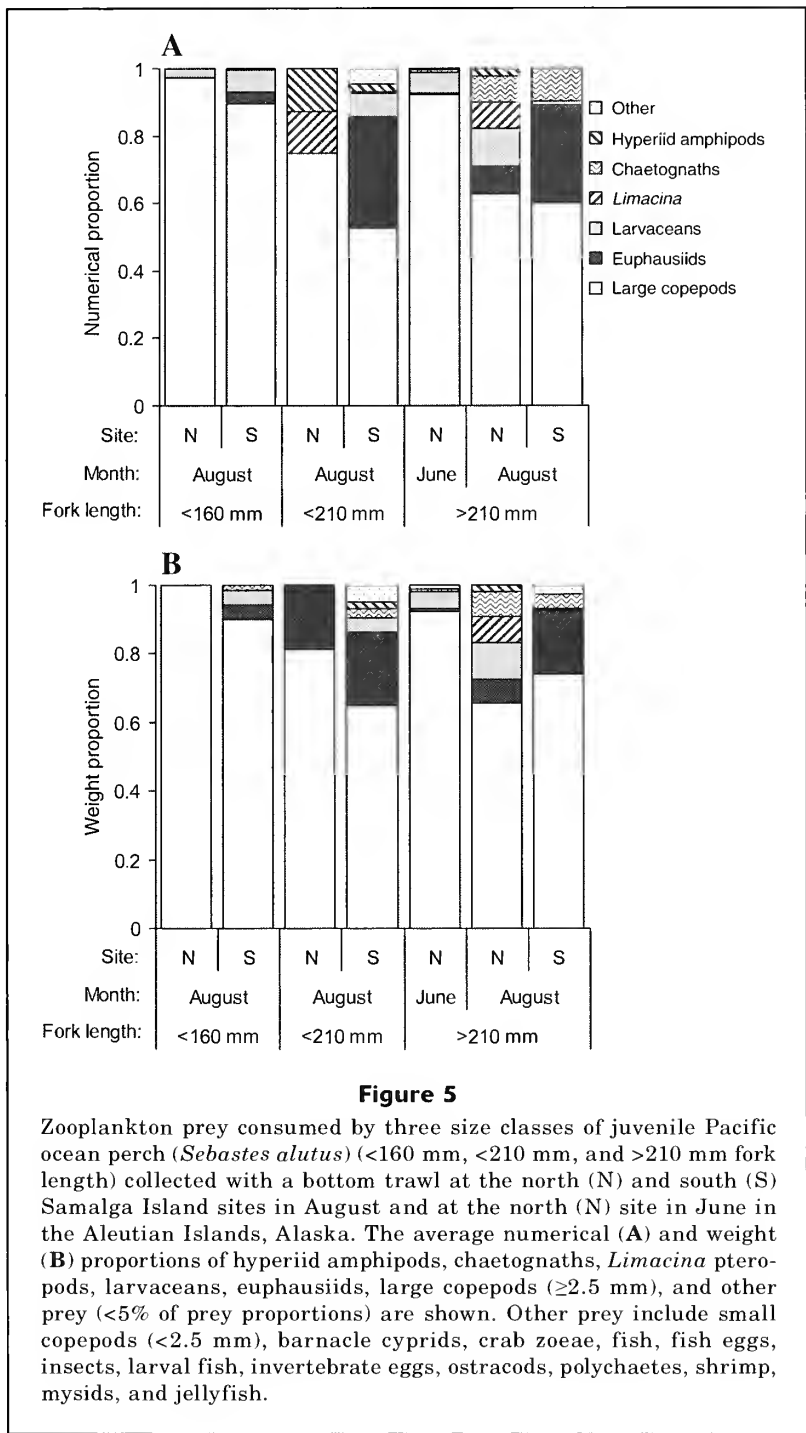 A
Numerical proportion
1
0.8
0.6
0.4
0.2
0
Other
Hyperiid amphipods
Chaetognaths
Limacina
Larvaceans
Euphausiids
Large copepods
Site: N S N S N N S
Month: August August June August
Fork length: <160 mm <210 mm >210 mm
B
Weight proportion
1
0.8
0.6
0.4
0.2
0
Site: N S N S N N S
Month: August August June August
Fork length: <160 mm <210 mm >210 mm
Figure 5
Zooplankton prey consumed by three size classes of juvenile Pacific
ocean perch (Sebastes alutus) (<160 mm, <210 mm, and >210 mm fork
length) collected with a bottom trawl at the north (N) and south (S)
Samalga Island sites in August and at the north (N) site in June in
the Aleutian Islands, Alaska. The average numerical (A) and weight
(B) proportions of hyperiid amphipods, chaetognaths, Limacina ptero-
pods, larvaceans, euphausiids, large copepods (≥2.5 mm), and other
prey (<5% of prey proportions) are shown. Other prey include small
copepods (<2.5 mm), barnacle cyprids, crab zoeae, fish, fish eggs,
insects, larval fish, invertebrate eggs, ostracods, polychaetes, shrimp,
mysids, and jellyfish.